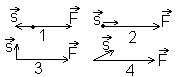 S⃗ F⃗ S⃗ F⃗
1 2
S⃗ F⃗ S⃗ F⃗
3 4